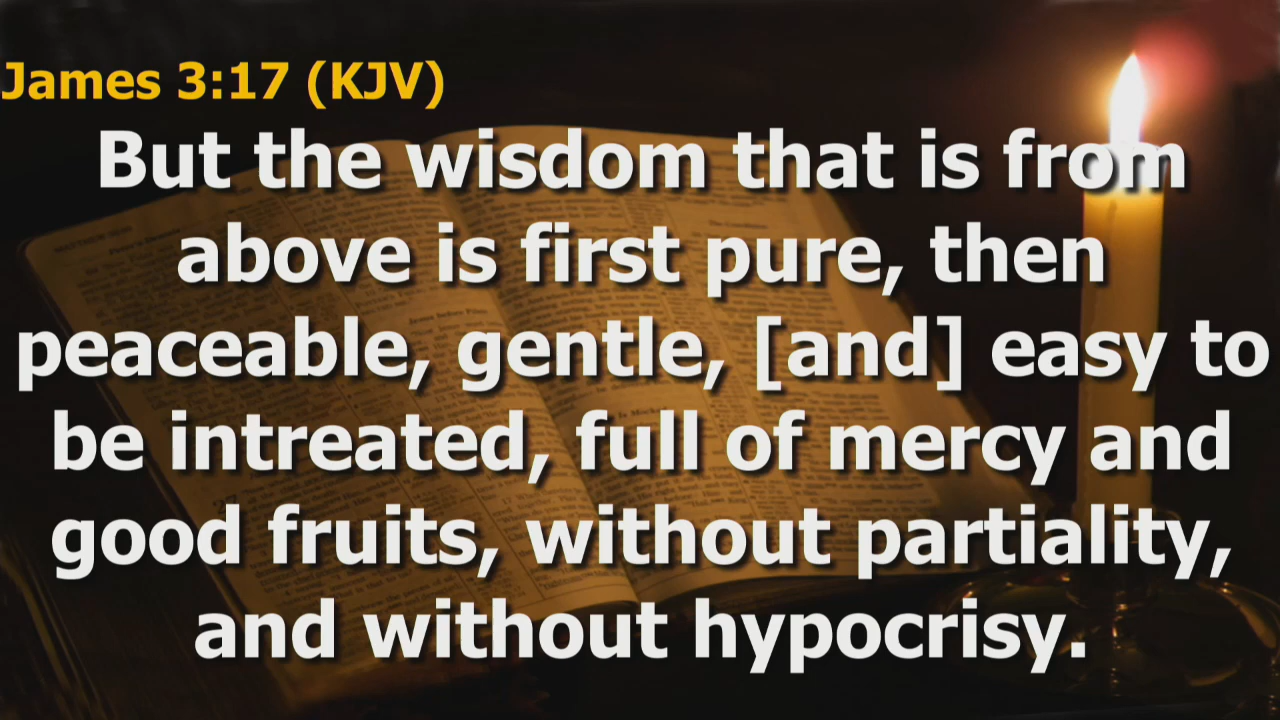 James 3:17 (KJV)
But the wisdom that is from
above is first pure, then
peaceable, gentle, [and] easy to
be intreated, full of mercy and
good fruits, without partiality,
and without hypocrisy.